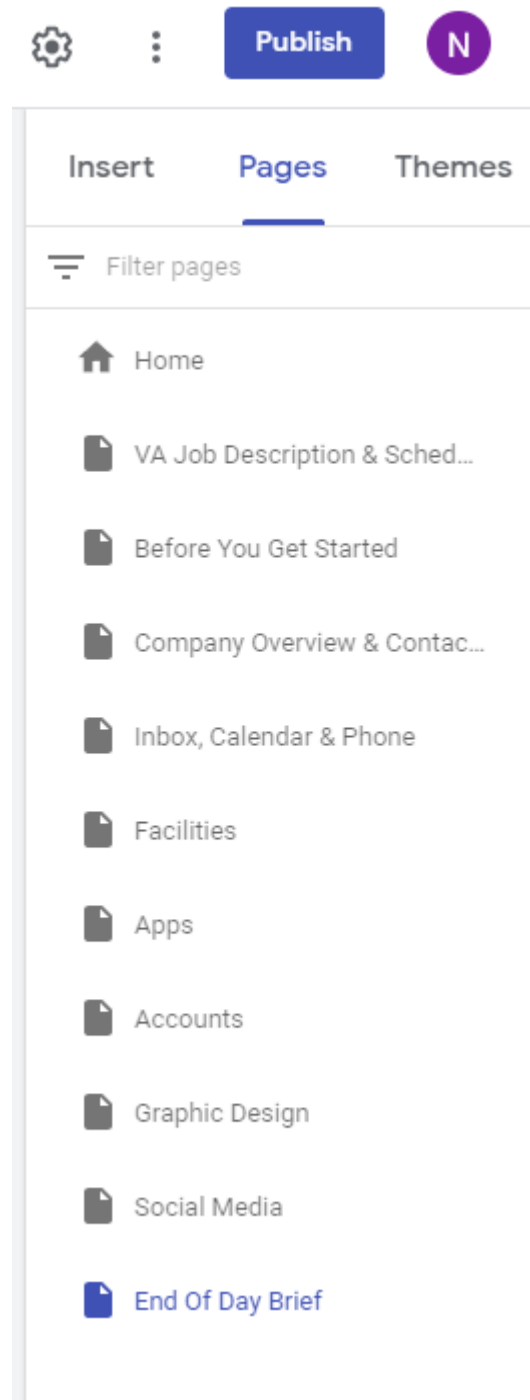 Publish
N
Insert Pages Themes
Filter pages
Home
VA Job Description & Sched...
Before You Get Started
Company Overview & Contac...
Inbox, Calendar & Phone
Facilities
Apps
Accounts
Graphic Design
Social Media
End Of Day Brief